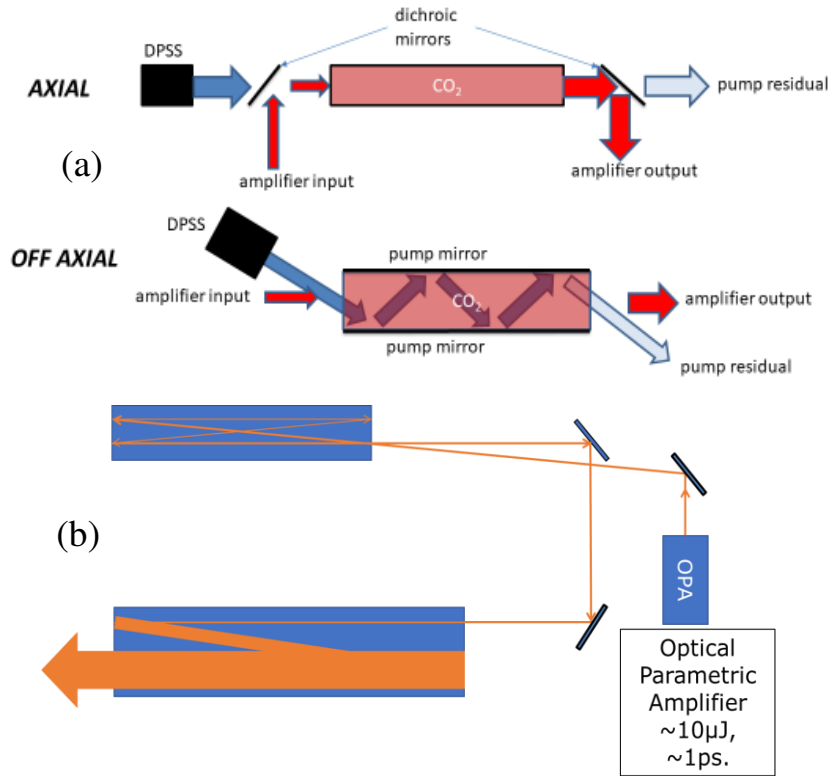 dichroic
mirrors
DPSS
AXIAL
CO₂
pump residual
(a)
amplifier input
amplifier output
DPSS
OFF AXIAL
pump mirror
amplifier input
CO₂
amplifier output
pump mirror
pump residual
(b)
OPA
Optical
Parametric
Amplifier
~10μJ,
~1ps.